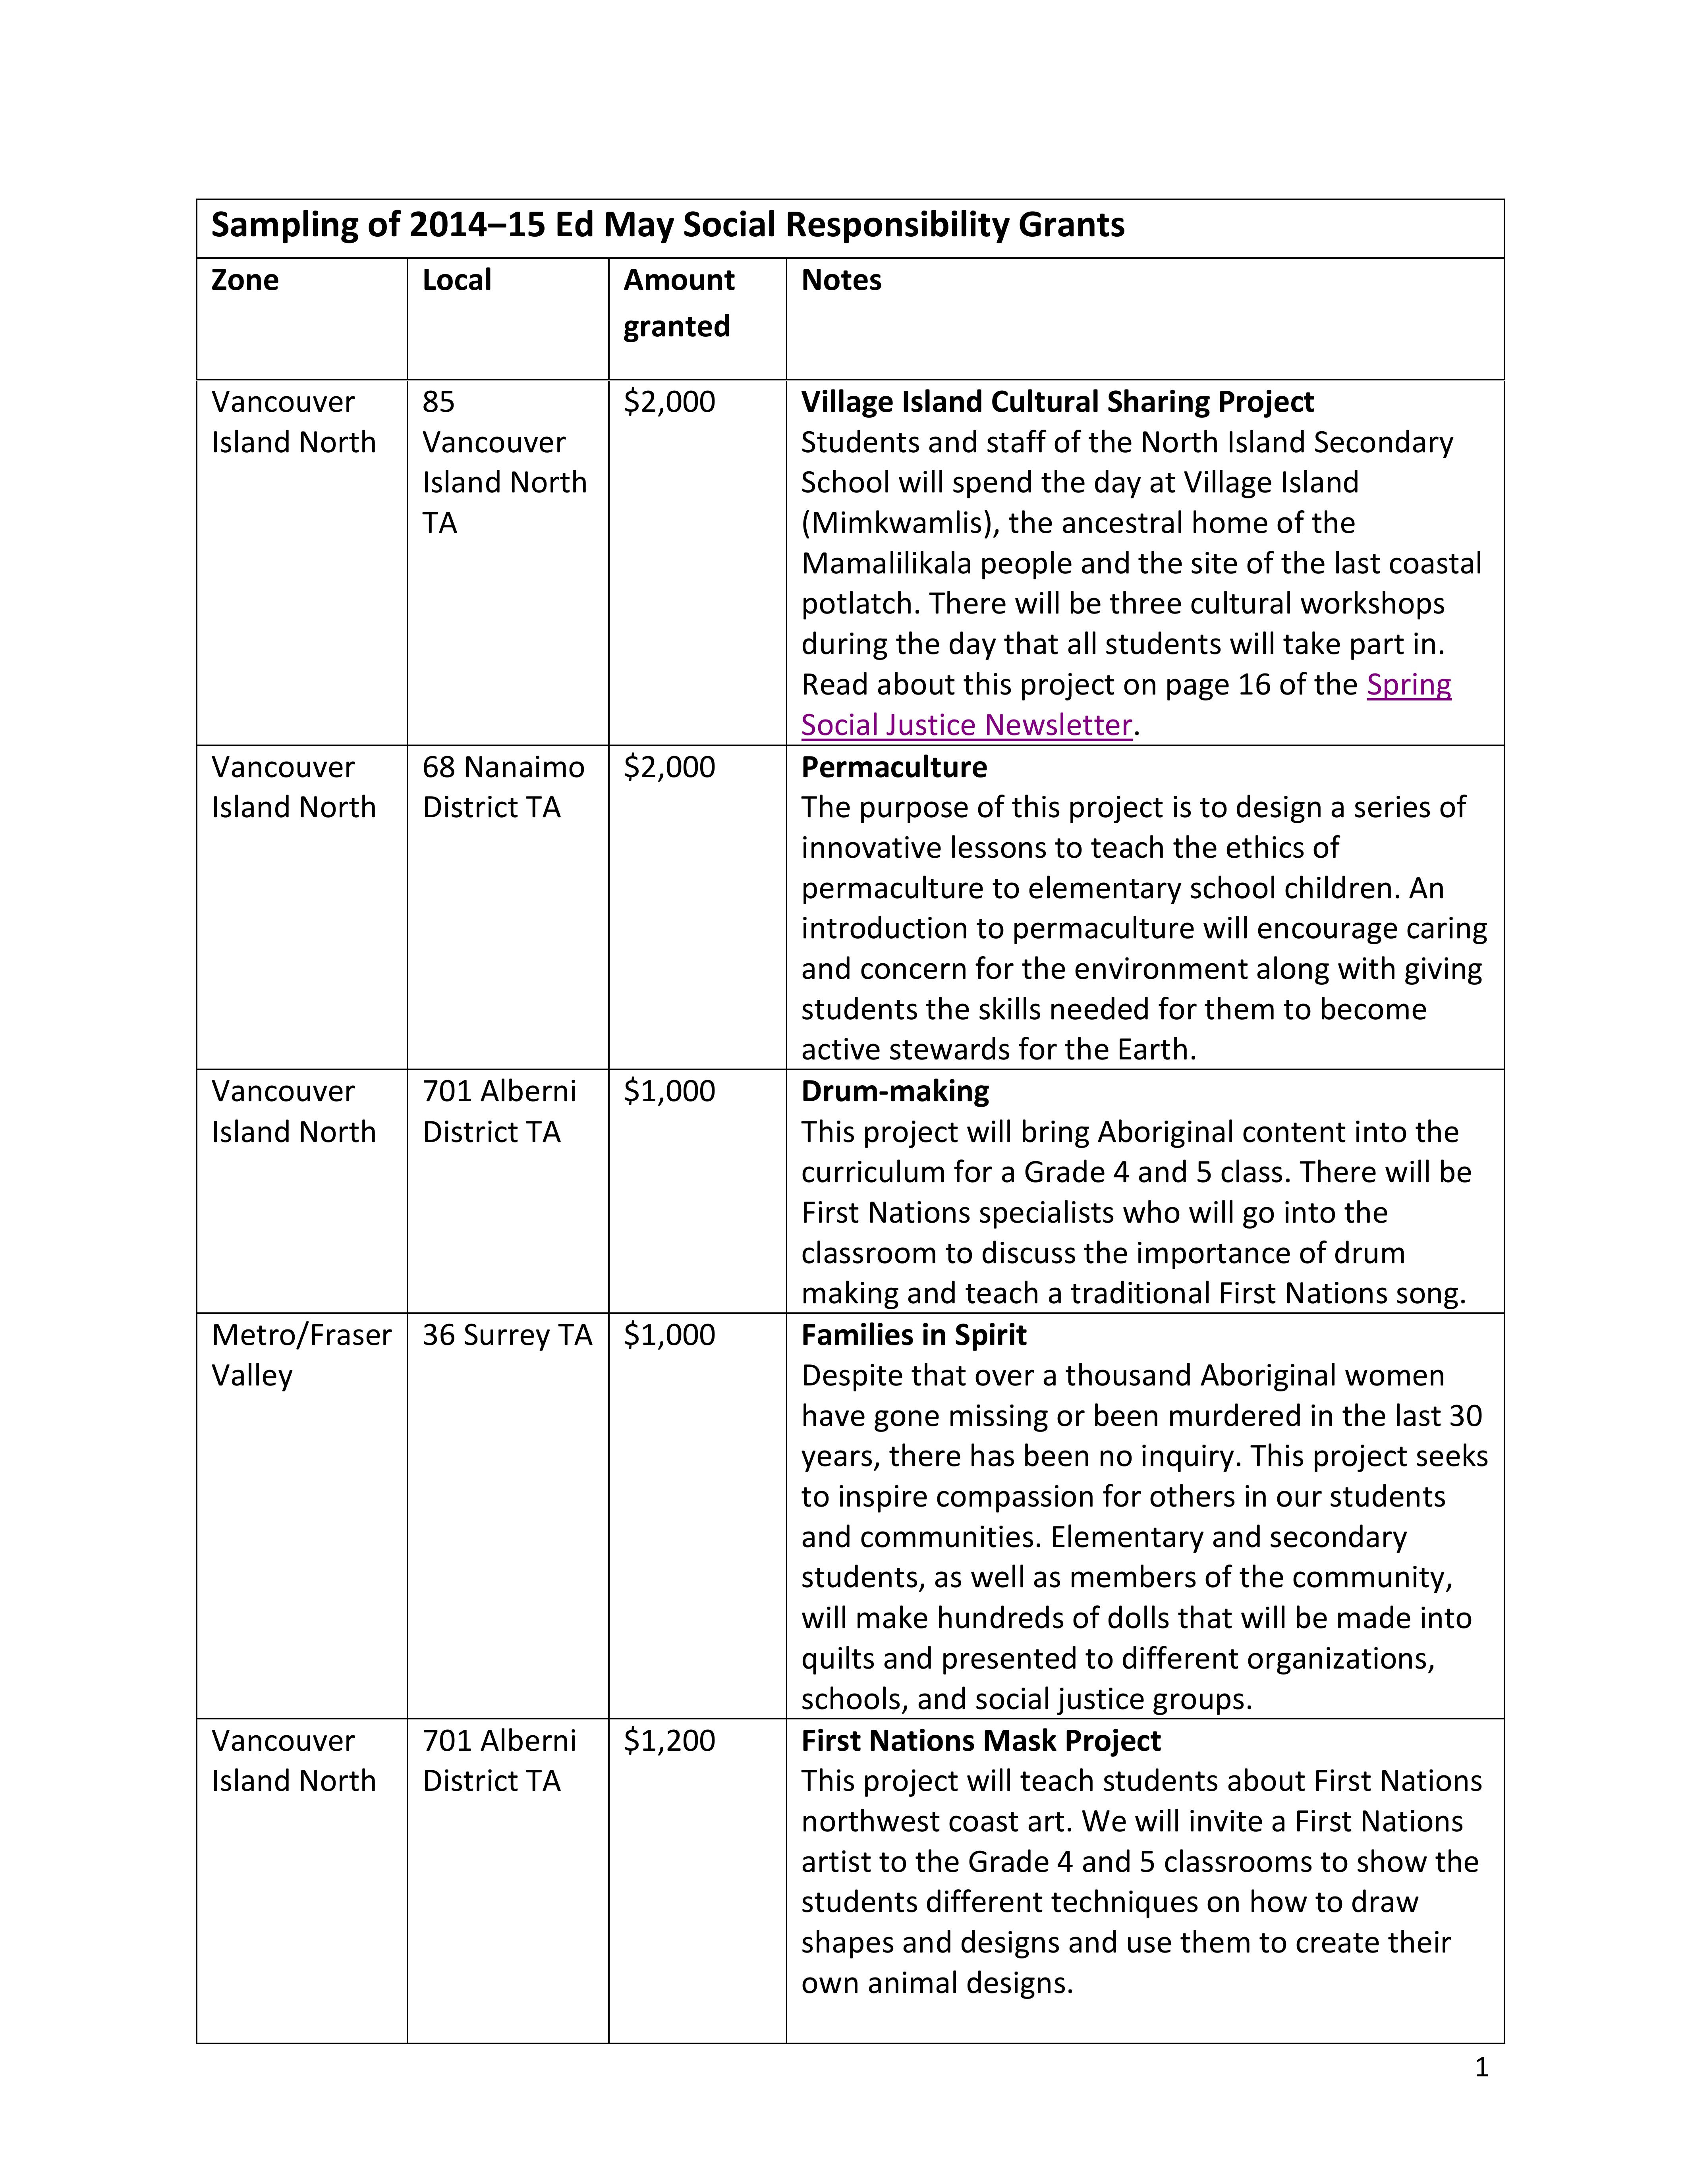 Sampling of 2014–15 Ed May Social Responsibility Grants
Zone
Local
Amount
granted
Notes
Vancouver
Island North
85
Vancouver
Island North
TA
$2,000
Village Island Cultural Sharing Project
Students and staff of the North Island Secondary
School will spend the day at Village Island
(Mimkwamlis), the ancestral home of the
Mamalilikala people and the site of the last coastal
potlatch. There will be three cultural workshops
during the day that all students will take part in.
Read about this project on page 16 of the Spring
Social Justice Newsletter.
Vancouver
Island North
68 Nanaimo
District TA
$2,000
Permaculture
The purpose of this project is to design a series of
innovative lessons to teach the ethics of
permaculture to elementary school children. An
introduction to permaculture will encourage caring
and concern for the environment along with giving
students the skills needed for them to become
active stewards for the Earth.
Vancouver
Island North
701 Alberni
District TA
$1,000
Drum-making
This project will bring Aboriginal content into the
curriculum for a Grade 4 and 5 class. There will be
First Nations specialists who will go into the
classroom to discuss the importance of drum
making and teach a traditional First Nations song.
Metro/Fraser
Valley
36 Surrey TA
$1,000
Families in Spirit
Despite that over a thousand Aboriginal women
have gone missing or been murdered in the last 30
years, there has been no inquiry. This project seeks
to inspire compassion for others in our students
and communities. Elementary and secondary
students, as well as members of the community,
will make hundreds of dolls that will be made into
quilts and presented to different organizations,
schools, and social justice groups.
Vancouver
Island North
701 Alberni
District TA
$1,200
First Nations Mask Project
This project will teach students about First Nations
northwest coast art. We will invite a First Nations
artist to the Grade 4 and 5 classrooms to show the
students different techniques on how to draw
shapes and designs and use them to create their
own animal designs.
1